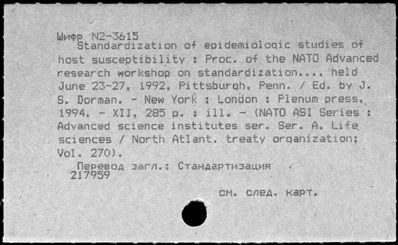 Шифр N2-3615
Standardization of epidemiologic studies of
host susceptibility : Proc. of the NATO Advanced
research workshop on standardization..., held
June 23-27, 1992, Pittsburgh, Penn. / Ed. by J.
S. Dorman. - New York ; London : Plenum press,
1994. - XII, 285 p. : ill. - (NATO ASI Series :
Advanced science institutes ser. Ser. A, Life
sciences / North Atlant. treaty organization;
Vol. 270).
Перевод загл.: Стандартизация .
217959
см. след. карт.